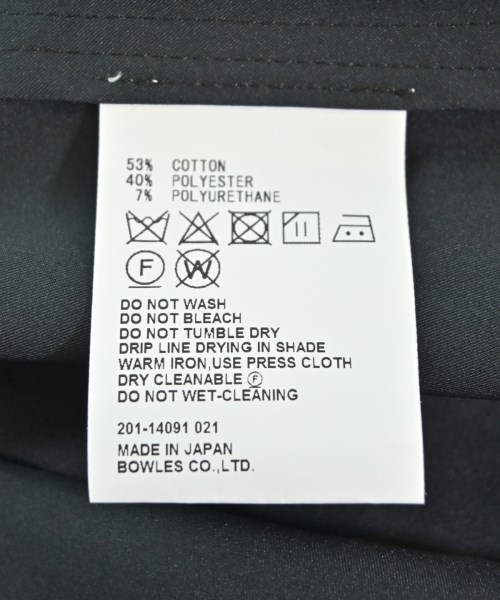 53% COTTON
40% POLYESTER
7% POLYURETHANE
F W
DO NOT WASH
DO NOT BLEACH
DO NOT TUMBLE DRY
DRIP LINE DRYING IN SHADE
WARM IRON,USE PRESS CLOTH
DRY CLEANABLE Ⓕ
DO NOT WET-CLEANING
201-14091 021
MADE IN JAPAN
BOWLES CO.,LTD.